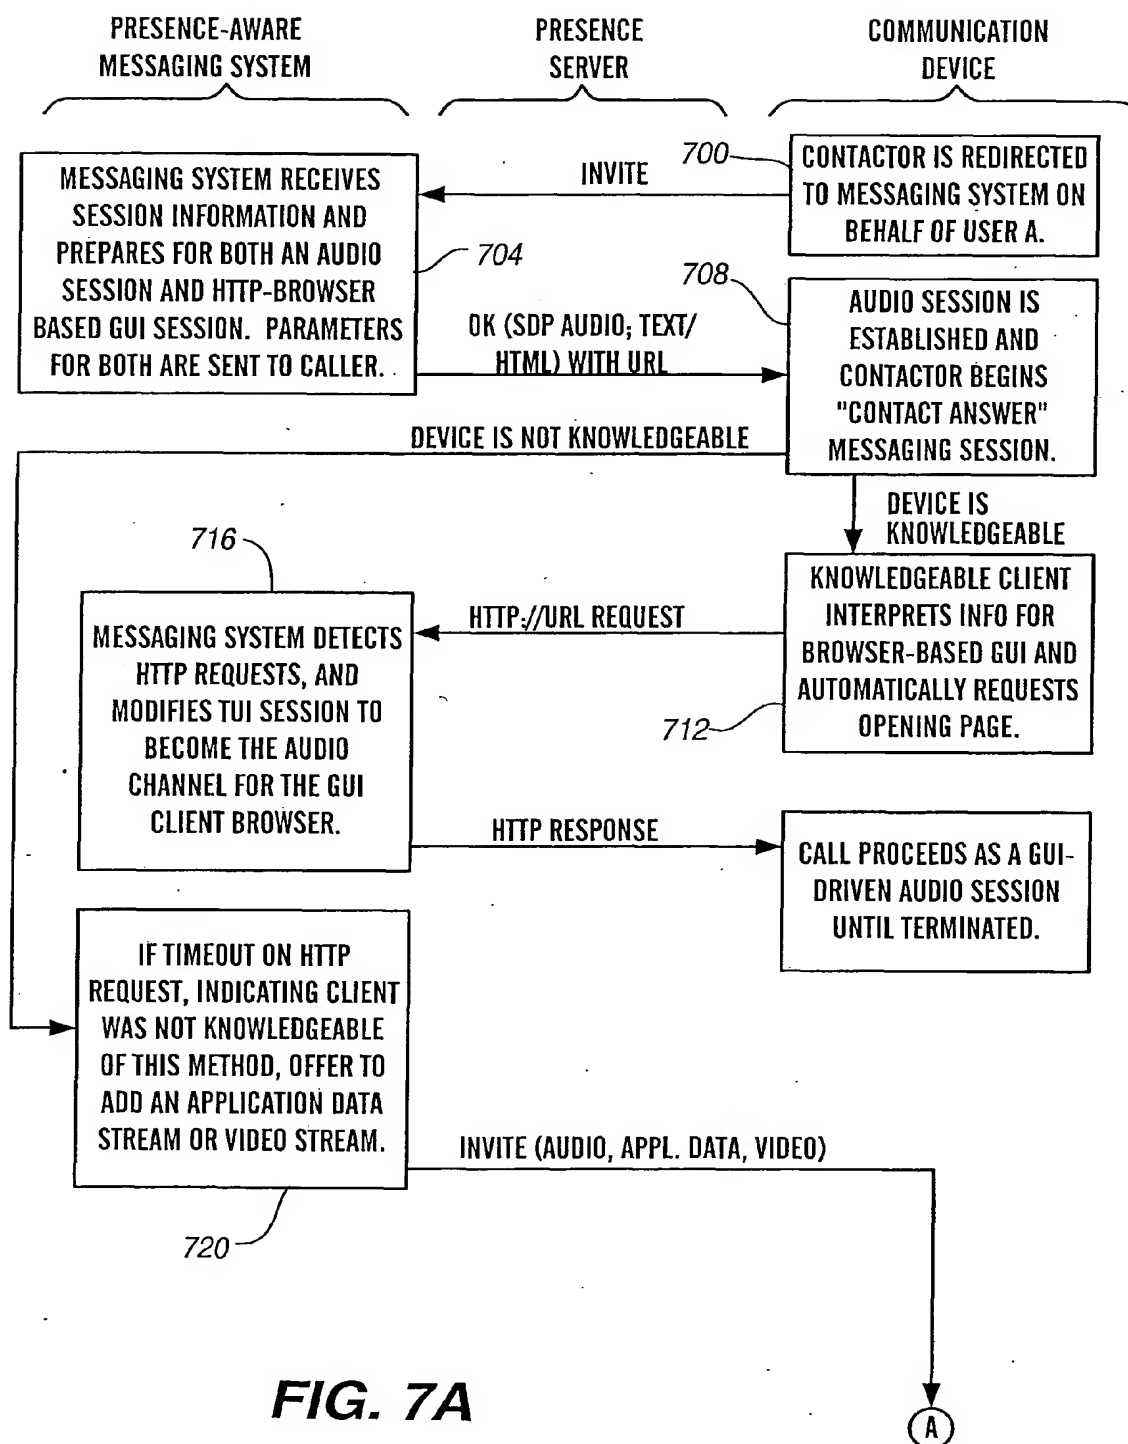 PRESENCE-AWARE
MESSAGING SYSTEM
PRESENCE
SERVER
COMMUNICATION
DEVICE
700
CONTACTOR IS REDIRECTED
TO MESSAGING SYSTEM ON
BEHALF OF USER A.
INVITE
MESSAGING SYSTEM RECEIVES
SESSION INFORMATION AND
PREPARES FOR BOTH AN AUDIO
SESSION AND HTTP-BROWSER
BASED GUI SESSION. PARAMETERS
FOR BOTH ARE SENT TO CALLER.
704
OK (SDP AUDIO; TEXT/
HTML) WITH URL
708
AUDIO SESSION IS
ESTABLISHED AND
CONTACTOR BEGINS
"CONTACT ANSWER"
MESSAGING SESSION.
DEVICE IS NOT KNOWLEDGEABLE
DEVICE IS
KNOWLEDGEABLE
KNOWLEDGEABLE CLIENT
INTERPRETS INFO FOR
BROWSER-BASED GUI AND
AUTOMATICALLY REQUESTS
OPENING PAGE.
712
HTTP://URL REQUEST
716
MESSAGING SYSTEM DETECTS
HTTP REQUESTS, AND
MODIFIES TUI SESSION TO
BECOME THE AUDIO
CHANNEL FOR THE GUI
CLIENT BROWSER.
HTTP RESPONSE
CALL PROCEEDS AS A GUI-
DRIVEN AUDIO SESSION
UNTIL TERMINATED.
IF TIMEOUT ON HTTP
REQUEST, INDICATING CLIENT
WAS NOT KNOWLEDGEABLE
OF THIS METHOD, OFFER TO
ADD AN APPLICATION DATA
STREAM OR VIDEO STREAM.
720
INVITE (AUDIO, APPL. DATA, VIDEO)
A
FIG. 7A